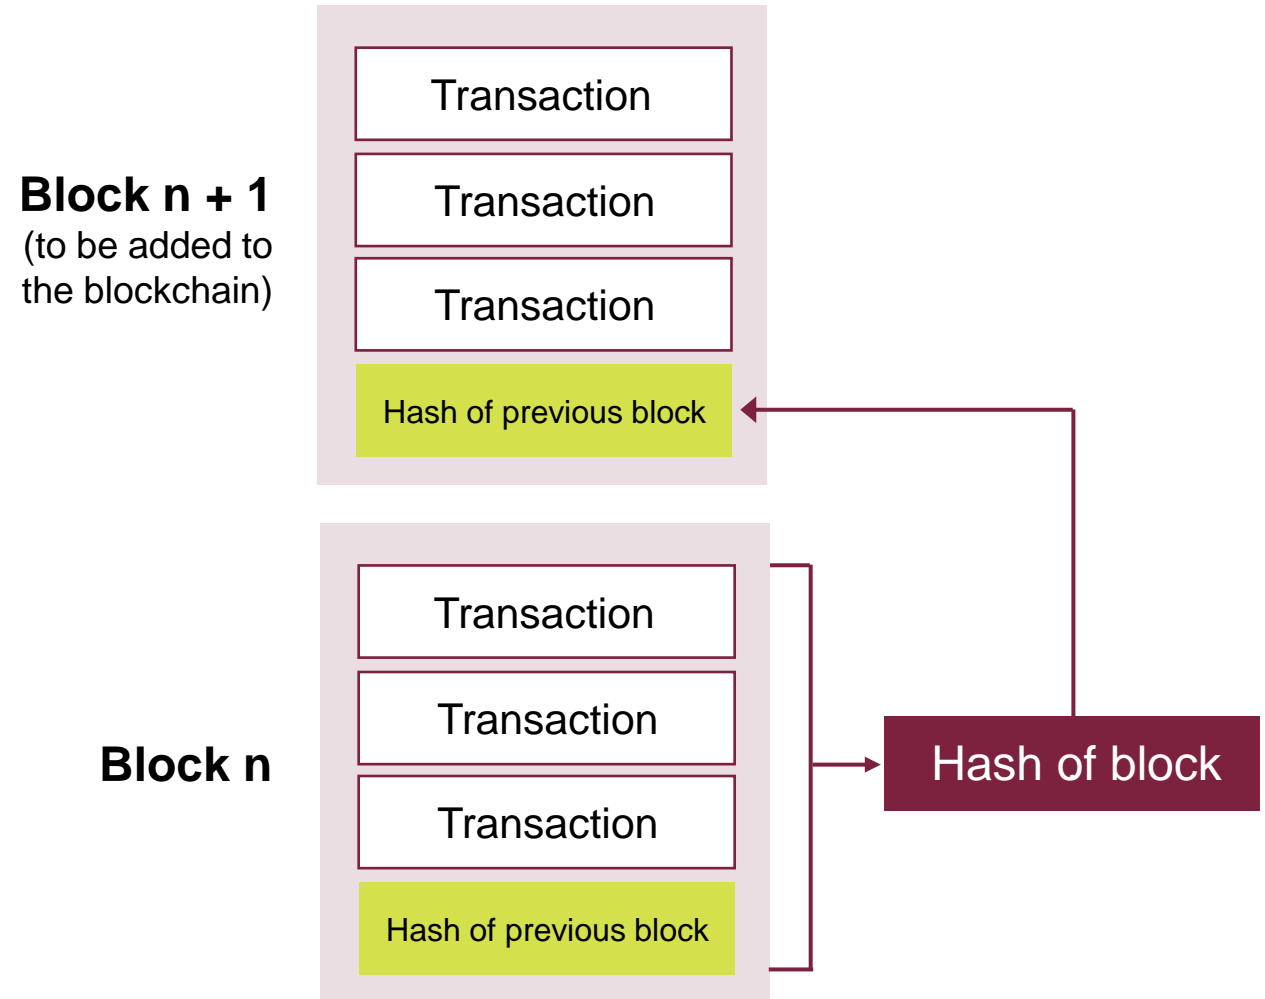 Transaction
Block n + 1
(to be added to
the blockchain)
Transaction
Transaction
Hash of previous block
Transaction
Transaction
Block n
Hash of block
Transaction
Hash of previous block